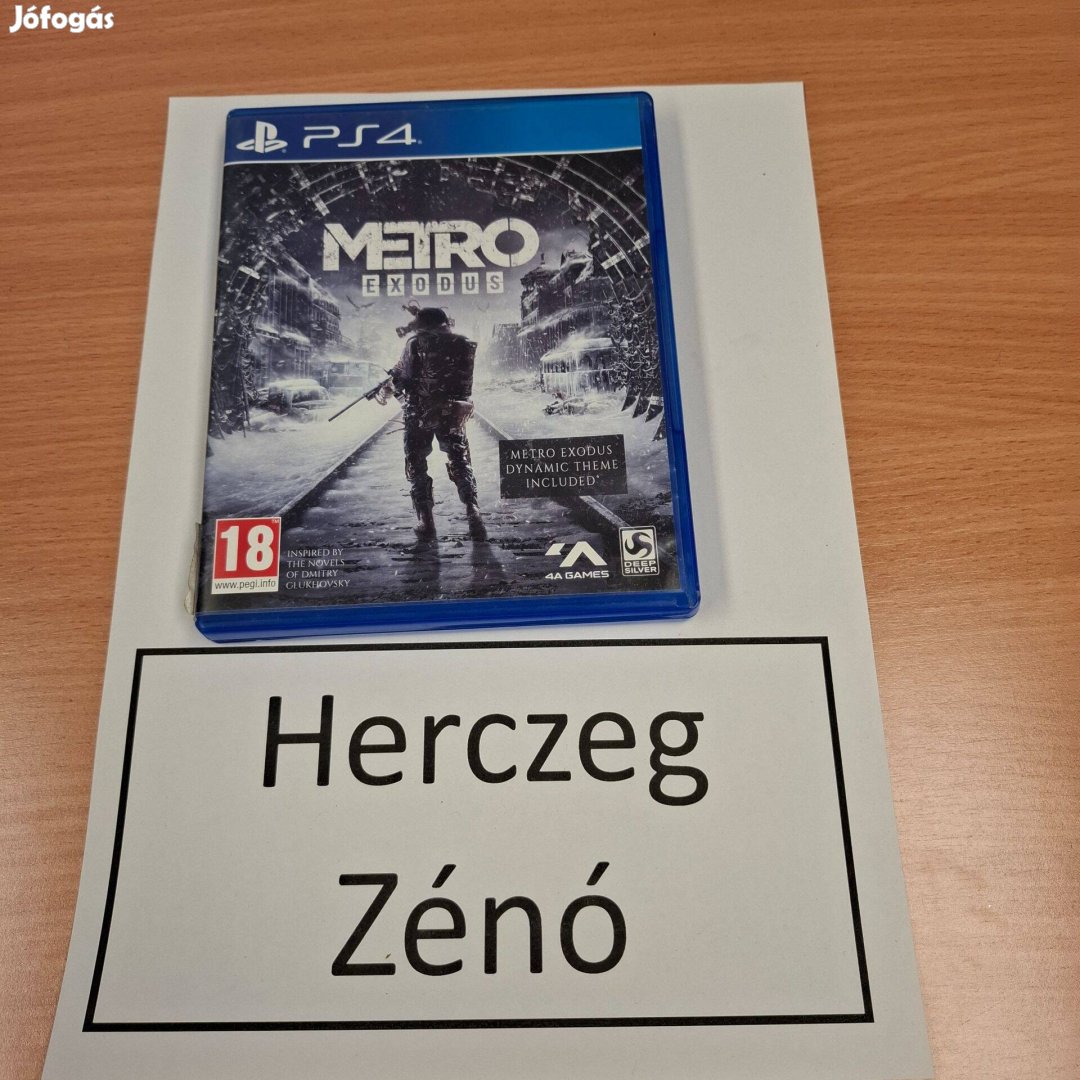 Jófogás
PS4
METRO
EXODUS
METRO EXODUS
DYNAMIC THEME
INCLUDED*
18
TM
www.pegi.info
INSPIRED BY
THE NOVELS
OF DMITRY
GLUKHOVSKY
4A GAMES
DEEP
SILVER
Herczeg
Zénó